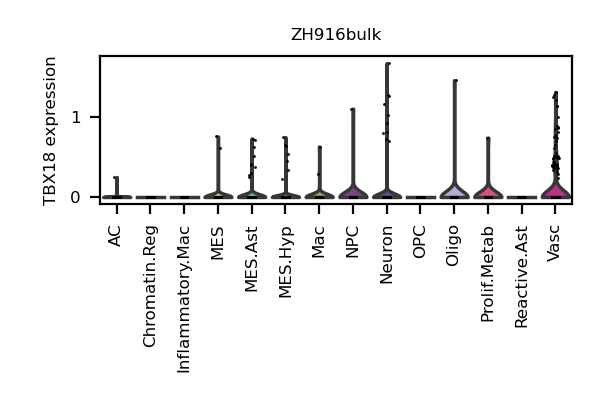 ZH916bulk
TBX18 expression
1
0
AC
Chromatin.Reg
Inflammatory.Mac
MES
MES.Ast
MES.Hyp
Mac
NPC
Neuron
OPC
Oligo
Prolif.Metab
Reactive.Ast
Vasc